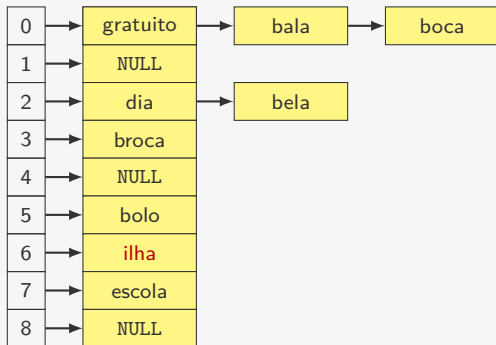 0 gratuito bala boca
1 NULL
2 dia bela
3 broca
4 NULL
5 bolo
6 ilha
7 escola
8 NULL